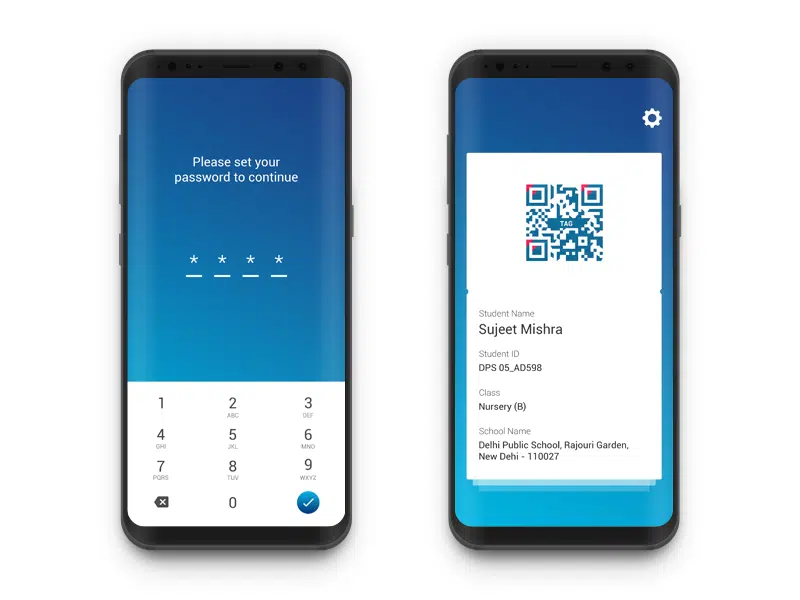 Please set your
password to continue
* * * *
1 2 3
ABC DEF
4 5 6
GHI JKL MNO
7 8 9
PQRS TUV WXYZ
0
TAG
Student Name
Sujeet Mishra
Student ID
DPS 05_AD598
Class
Nursery (B)
School Name
Delhi Public School, Rajouri Garden,
New Dehi - 110027